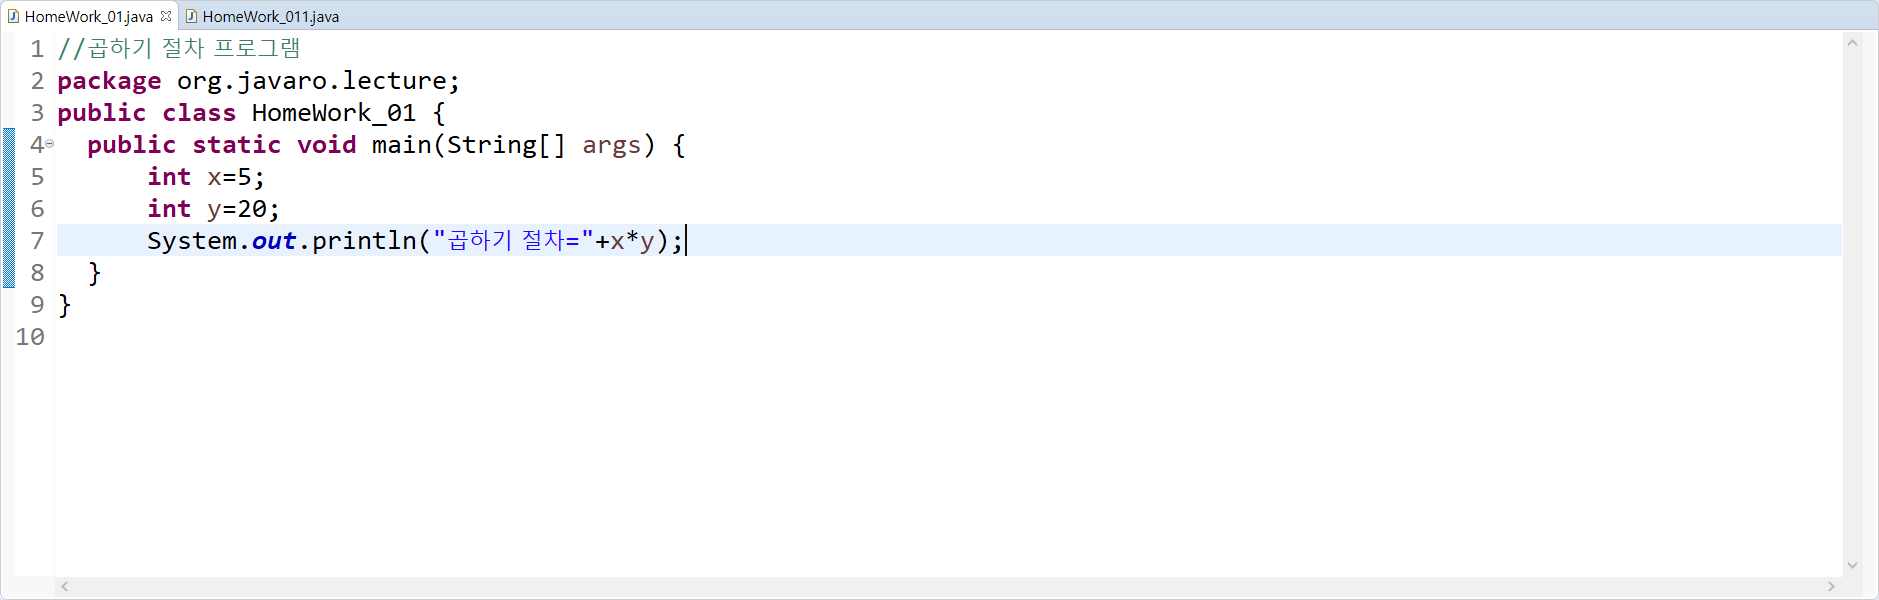 HomeWork_01.java HomeWork_011.java
1 //곱하기 절차 프로그램
2 package org.javaro.lecture;
3 public class HomeWork_01 {
4 public static void main(String[] args) {
5 int x=5;
6 int y=20;
7 System.out.println("곱하기 절차="+x*y);
8 }
9 }
10